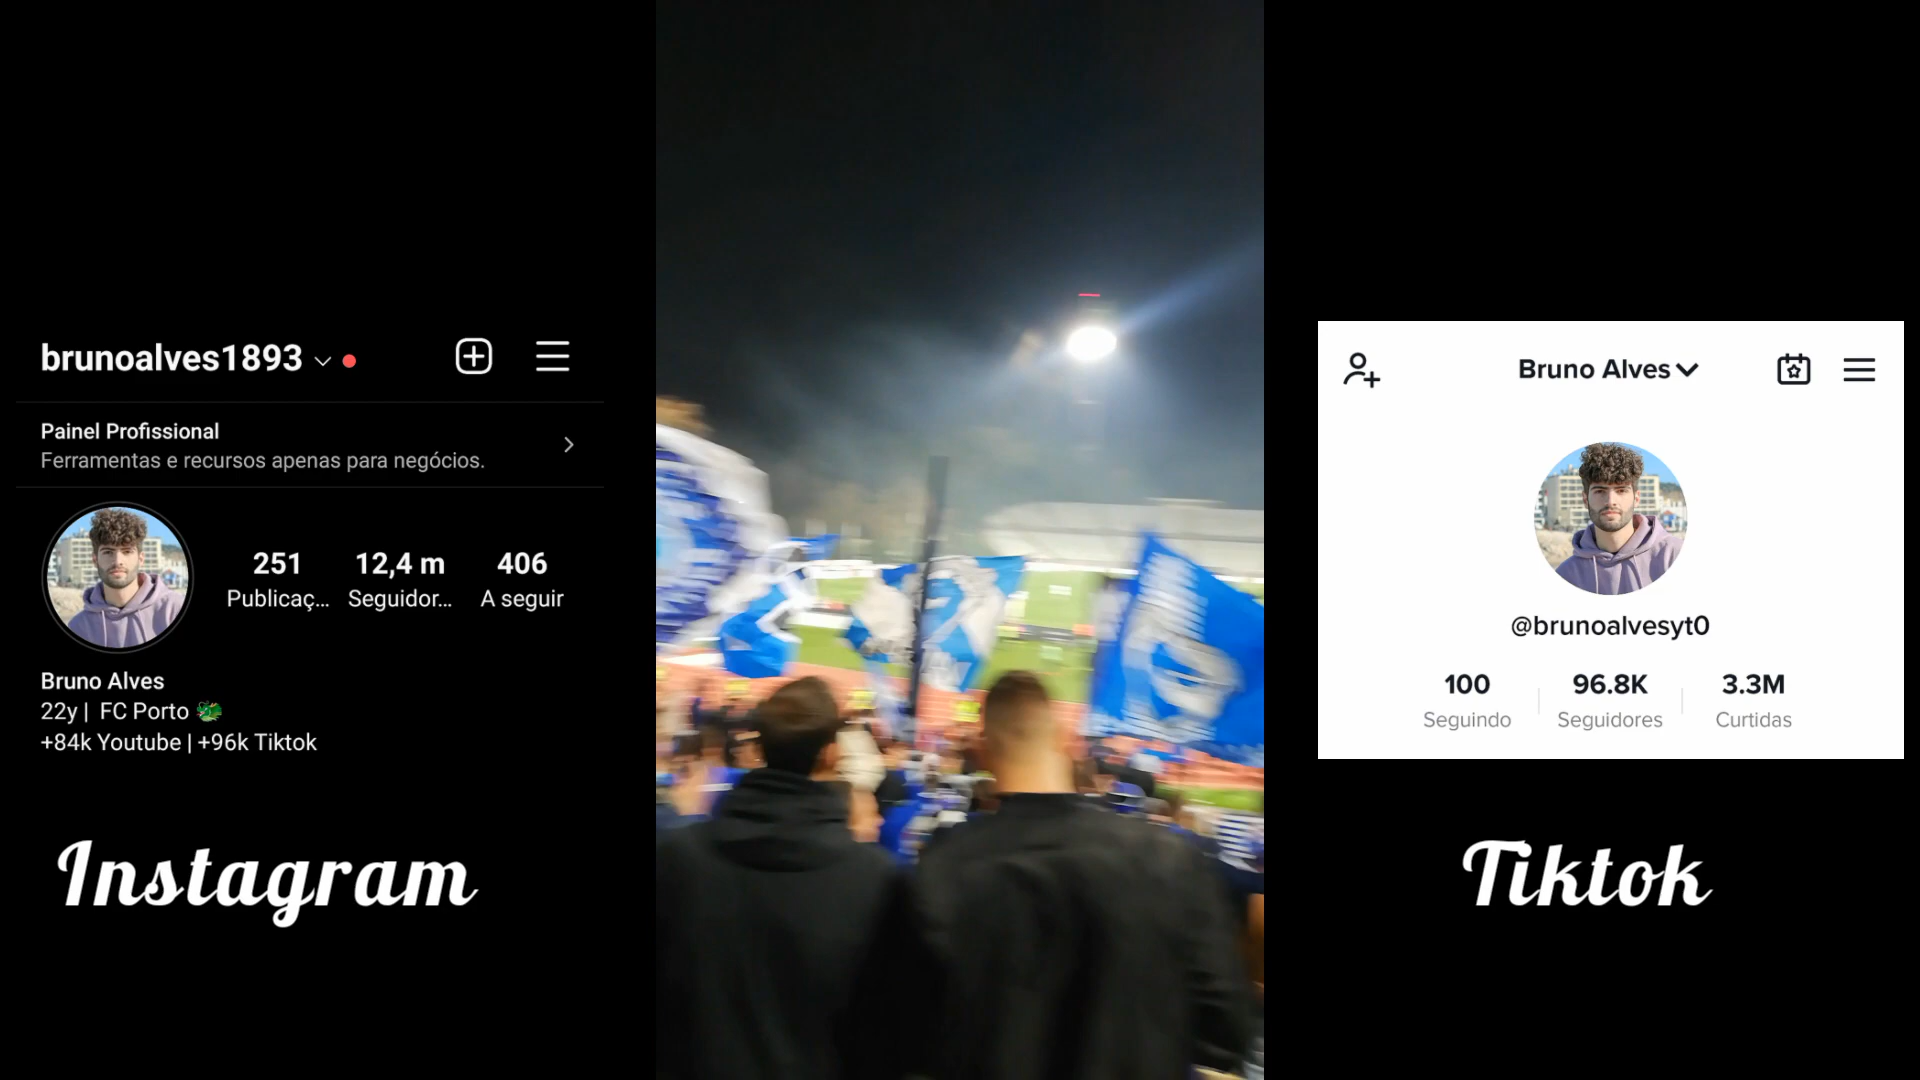 brunoalves1893
Painel Profissional
Ferramentas e recursos apenas para negócios.
251 12,4 m 406
Publicaç... Seguidor... A seguir
Bruno Alves
22y | FC Porto 🐉
+84k Youtube | +96k Tiktok
Instagram
Bruno Alves
@brunoalvesyt0
100 96.8K 3.3M
Seguindo Seguidores Curtidas
Tiktok